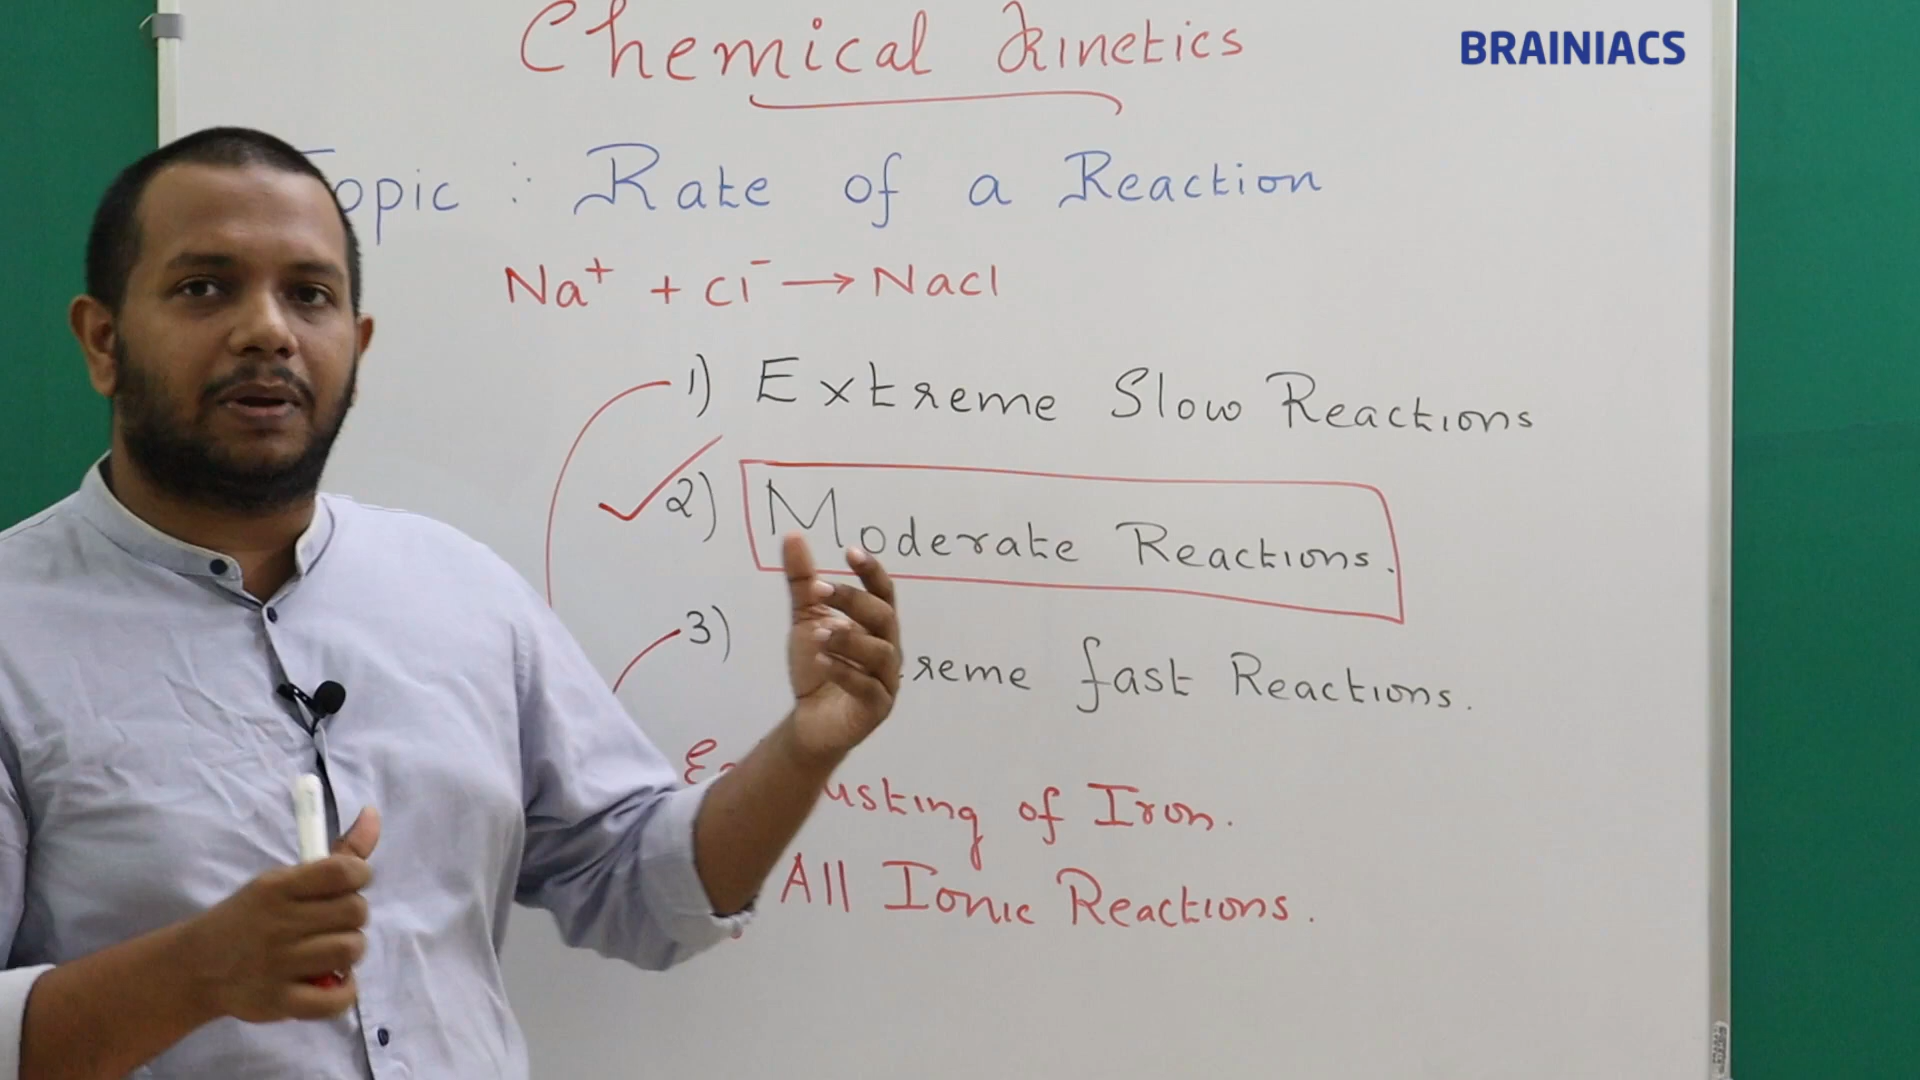 Chemical Kinetics
BRAINIACS
Topic : Rate of a Reaction
Na⁺ + Cl⁻ → Nacl
1) Extreme Slow Reactions
2) Moderate Reactions.
3) reme fast Reactions.
usting of Iron.
All Ionic Reactions.